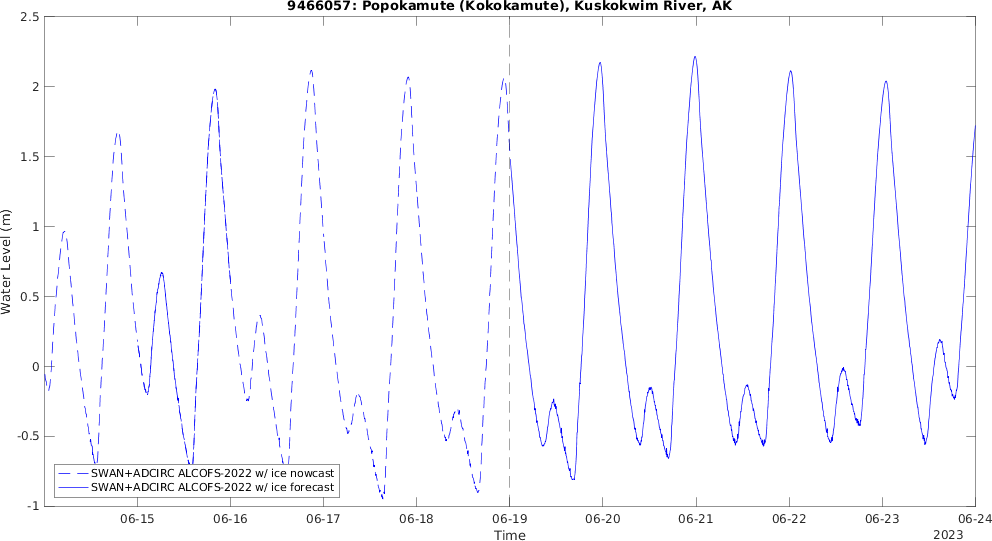 9466057: Popokamute (Kokokamute), Kuskokwim River, AK
2.5
2
1.5
1
0.5
0
-0.5
-1
Water Level (m)
SWAN+ADCIRC ALCOFS-2022 w/ ice nowcast
SWAN+ADCIRC ALCOFS-2022 w/ ice forecast
06-15 06-16 06-17 06-18 06-19 06-20 06-21 06-22 06-23 06-24
Time
2023